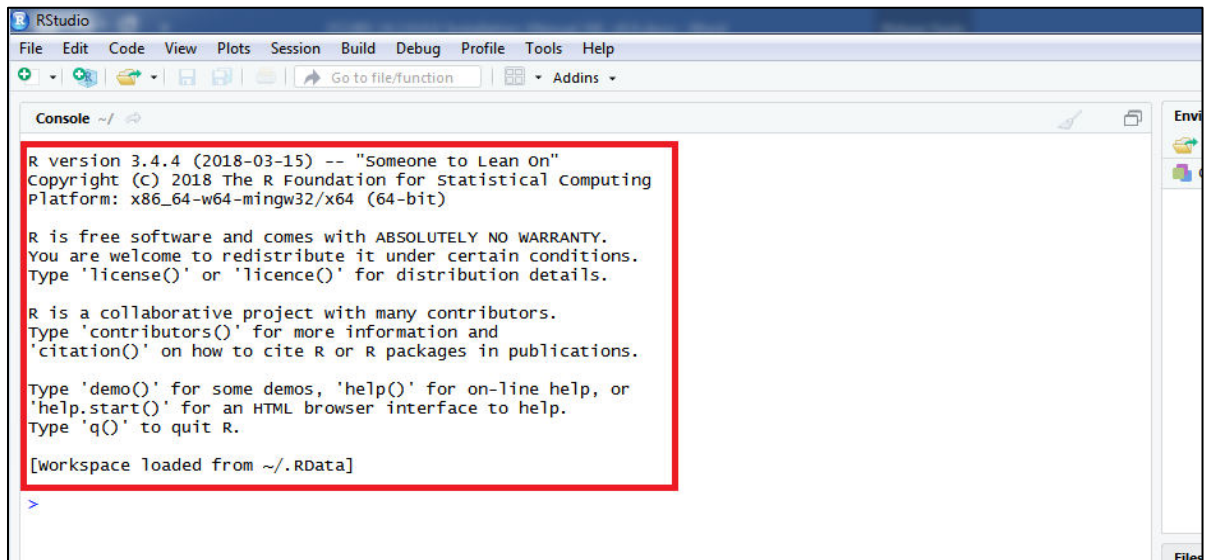 RStudio
File Edit Code View Plots Session Build Debug Profile Tools Help
Go to file/function Addins
Console ~/
Envi
R version 3.4.4 (2018-03-15) -- "Someone to Lean On"
Copyright (C) 2018 The R Foundation for Statistical Computing
Platform: x86_64-w64-mingw32/x64 (64-bit)
R is free software and comes with ABSOLUTELY NO WARRANTY.
You are welcome to redistribute it under certain conditions.
Type 'license()' or 'licence()' for distribution details.
R is a collaborative project with many contributors.
Type 'contributors()' for more information and
'citation()' on how to cite R or R packages in publications.
Type 'demo()' for some demos, 'help()' for on-line help, or
'help.start()' for an HTML browser interface to help.
Type 'q()' to quit R.
[Workspace loaded from ~/.RData]
>
Files